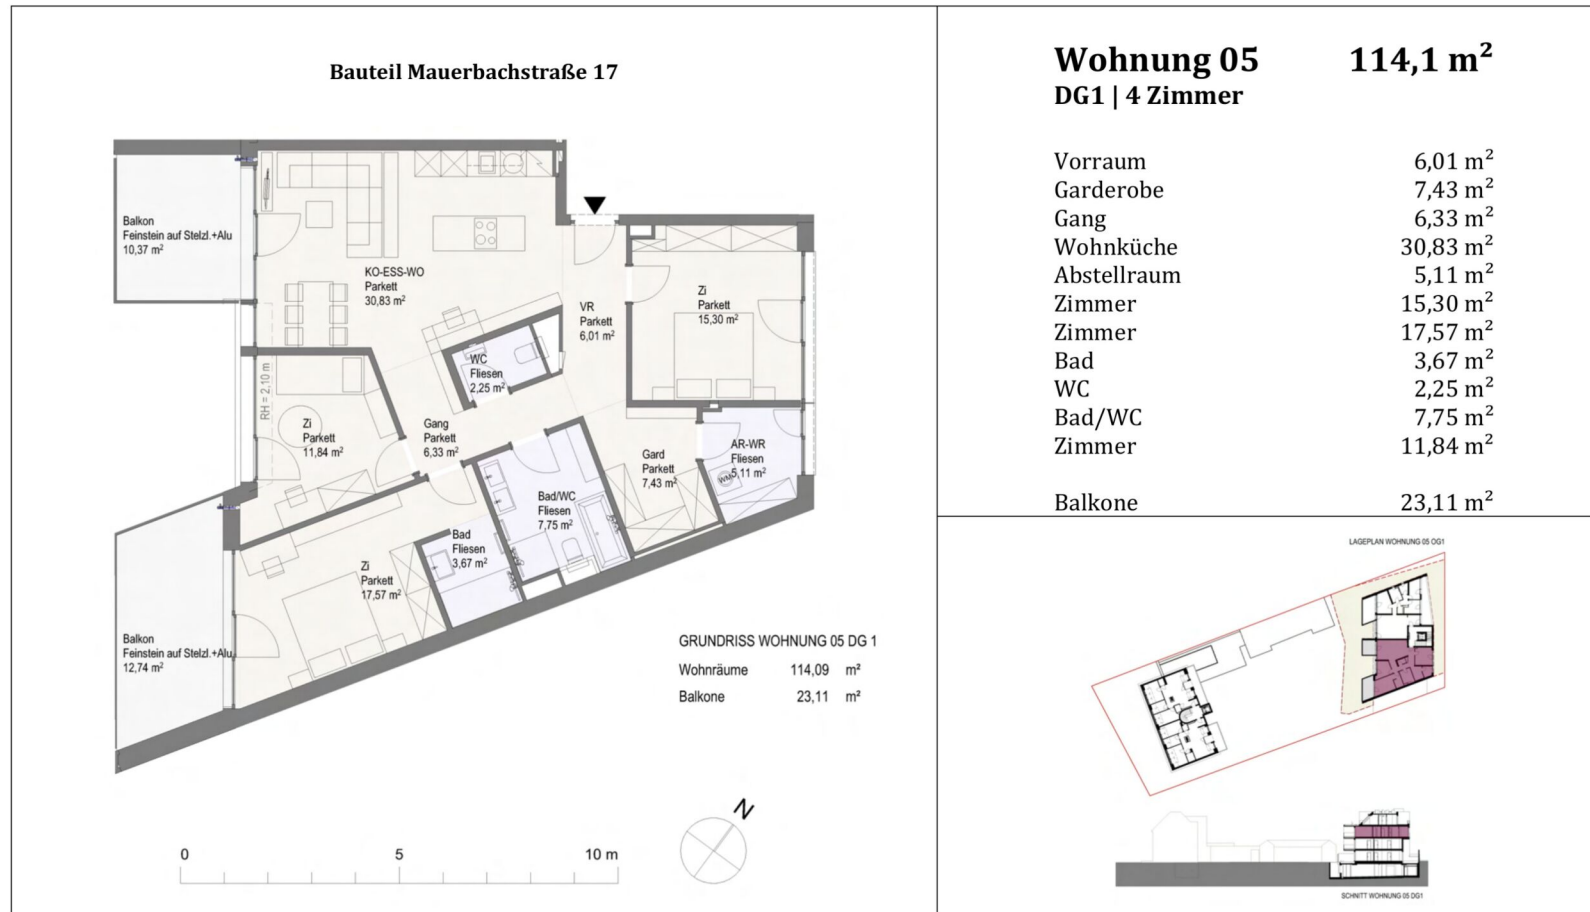 Bauteil Mauerbachstraße 17
Balkon
Feinstein auf Stelzl.+Alu
10,37 m²
KO-ESS-WO
Parkett
30,83 m²
VR
Parkett
6,01 m²
Zi
Parkett
15,30 m²
WC
Fliesen
2,25 m²
RH = 2.10 m
Zi
Parkett
11,84 m²
Gang
Parkett
6,33 m²
Gard
Parkett
7,43 m²
AR-WR
Fliesen
5,11 m²
WM
Bad/WC
Fliesen
7,75 m²
Bad
Fliesen
3,67 m²
Zi
Parkett
17,57 m²
Balkon
Feinstein auf Stelzl.+Alu
12,74 m²
GRUNDRISS WOHNUNG 05 DG 1
Wohnräume 114,09 m²
Balkone 23,11 m²
N
0 5 10 m
Wohnung 05 114,1 m²
DG1 | 4 Zimmer
Vorraum 6,01 m²
Garderobe 7,43 m²
Gang 6,33 m²
Wohnküche 30,83 m²
Abstellraum 5,11 m²
Zimmer 15,30 m²
Zimmer 17,57 m²
Bad 3,67 m²
WC 2,25 m²
Bad/WC 7,75 m²
Zimmer 11,84 m²
Balkone 23,11 m²
LAGEPLAN WOHNUNG 05 OG1
SCHNITT WOHNUNG 05 DG1